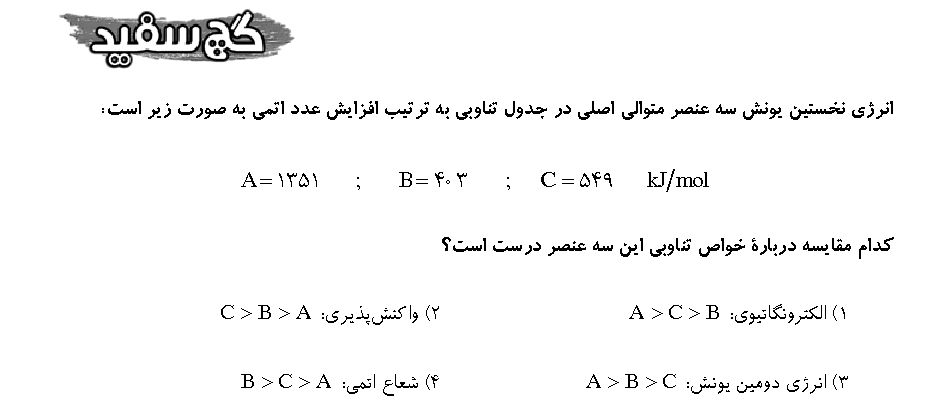 گچ سفید
انرژی نخستین یونش سه عنصر متوالی اصلی در جدول تناوبی به ترتیب افزایش عدد اتمی به صورت زیر است:
A=۱۳۵۱ ; B=۴۰۳ ; C=۵۴۹ kJ/mol
کدام مقایسه دربارهٔ خواص تناوبی این سه عنصر درست است؟
۱) الکترونگاتیوی: A > C > B ۲) واکنش‌پذیری: C > B > A
۳) انرژی دومین یونش: A > B > C ۴) شعاع اتمی: B > C > A